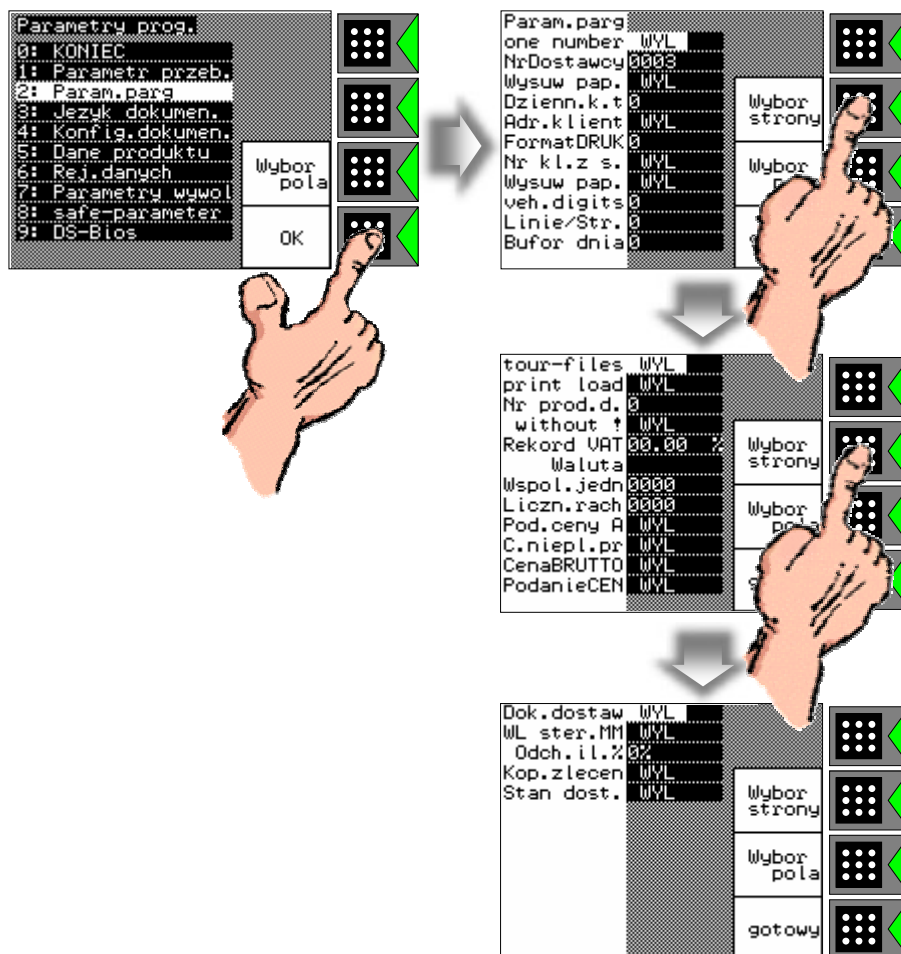 Parametry prog.
0: KONIEC
1: Parametr przeb.
2: Param.parg
3: Jezyk dokumen.
4: Konfig.dokumen.
5: Dane produktu
6: Rej.danych
7: Parametry wywol
8: safe-parameter
9: DS-Bios
Wybor
pola
OK
Param.parg
one number WYL
NrDostawcy 0003
Wysuw pap. WYL
Dzienn.k.t 0
Adr.klient WYL
FormatDRUK 0
Nr kl.z s. WYL
Wysuw pap. WYL
veh.digits 0
Linie/Str. 0
Bufor dnia 0
Wybor
strony
Wybor
tour-files WYL
print load WYL
Nr prod.d. 0
without ! WYL
Rekord VAT 00.00 %
Waluta
Wspol.jedn 0000
Liczn.rach 0000
Pod.ceny A WYL
C.niepl.pr WYL
CenaBRUTTO WYL
PodanieCEN WYL
Wybor
strony
Wybor
pola
Dok.dostaw WYL
WL ster.MM WYL
Odch.il.% 0%
Kop.zlecen WYL
Stan dost. WYL
Wybor
strony
Wybor
pola
gotowy